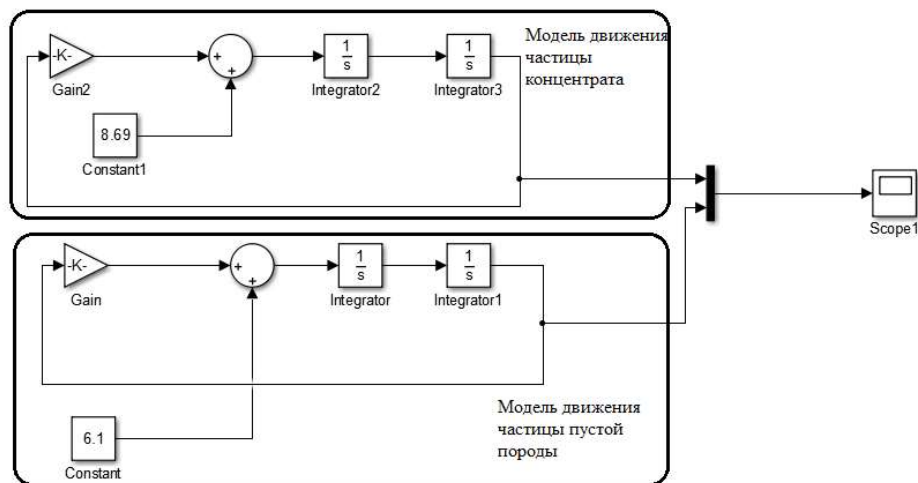 Модель движения
частицы
концентрата
-K-
+
+
1
s
1
s
Gain2
Integrator2
Integrator3
8.69
Constant1
Scope1
-K-
+
+
1
s
1
s
Gain
Integrator
Integrator1
Модель движения
частицы пустой
породы
6.1
Constant